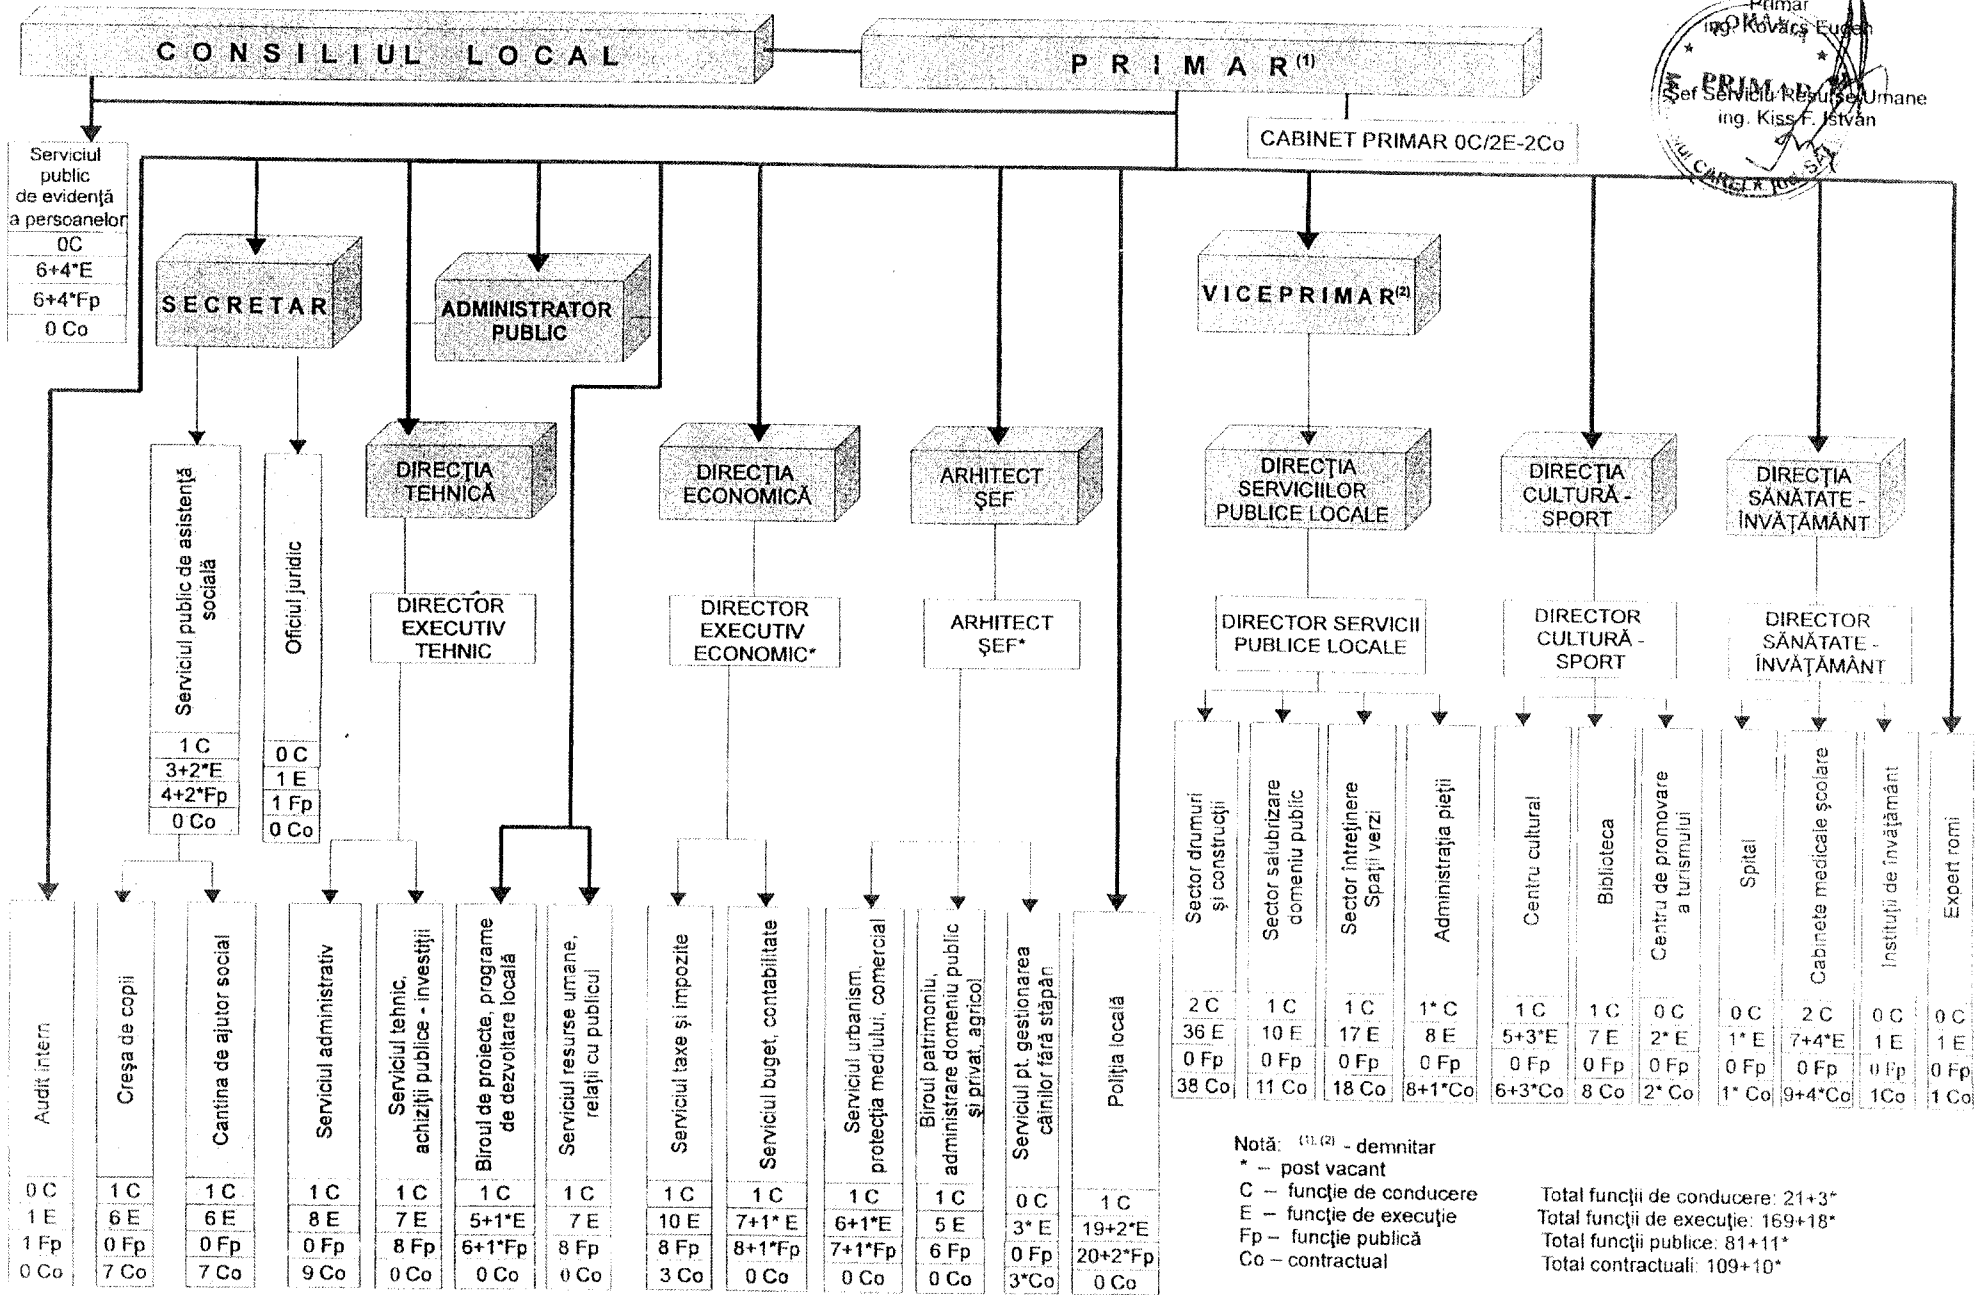 CONSILIUL LOCAL
PRIMAR(1)
Primar
ing. Kovács Eugen
ROMÂNIA
PRIMAR
Şef Serviciu Resurse Umane
ing. Kiss F. István
CABINET PRIMAR 0C/2E-2Co
Serviciul
public
de evidenţă
a persoanelor
0C
6+4*E
6+4*Fp
0 Co
SECRETAR
ADMINISTRATOR
PUBLIC
VICEPRIMAR(2)
DIRECŢIA
TEHNICĂ
DIRECŢIA
ECONOMICĂ
ARHITECT
ŞEF
DIRECŢIA
SERVICIILOR
PUBLICE LOCALE
DIRECŢIA
CULTURĂ -
SPORT
DIRECŢIA
SĂNĂTATE -
ÎNVĂŢĂMÂNT
Serviciul public de asistenţă
socială
1 C
3+2*E
4+2*Fp
0 Co
Oficiul juridic
0 C
1 E
1 Fp
0 Co
DIRECTOR
EXECUTIV
TEHNIC
DIRECTOR
EXECUTIV
ECONOMIC*
ARHITECT
ŞEF*
DIRECTOR SERVICII
PUBLICE LOCALE
DIRECTOR
CULTURĂ -
SPORT
DIRECTOR
SĂNĂTATE -
ÎNVĂŢĂMÂNT
Sector drumuri
şi construcţii
2 C
36 E
0 Fp
38 Co
Sector salubrizare
domeniu public
1 C
10 E
0 Fp
11 Co
Sector întreţinere
Spaţii verzi
1 C
17 E
0 Fp
18 Co
Administraţia pieţii
1* C
8 E
0 Fp
8+1*Co
Centru cultural
1 C
5+3*E
0 Fp
6+3*Co
Biblioteca
1 C
7 E
0 Fp
8 Co
Centru de promovare
a turismului
0 C
2* E
0 Fp
2* Co
Spital
0 C
1* E
0 Fp
1* Co
Cabinete medicale şcolare
2 C
7+4*E
0 Fp
9+4*Co
Instituţii de învăţământ
0 C
1 E
0 Fp
1Co
Expert romi
0 C
1 E
0 Fp
1 Co
Audit intern
0 C
1 E
1 Fp
0 Co
Creşa de copii
1 C
6 E
0 Fp
7 Co
Cantina de ajutor social
1 C
6 E
0 Fp
7 Co
Serviciul administrativ
1 C
8 E
0 Fp
9 Co
Serviciul tehnic,
achiziţii publice - investiţii
1 C
7 E
8 Fp
0 Co
Biroul de proiecte, programe
de dezvoltare locală
1 C
5+1*E
6+1*Fp
0 Co
Serviciul resurse umane,
relaţii cu publicul
1 C
7 E
8 Fp
0 Co
Serviciul taxe şi impozite
1 C
10 E
8 Fp
3 Co
Serviciul buget, contabilitate
1 C
7+1* E
8+1*Fp
0 Co
Serviciul urbanism,
protecţia mediului, comercial
1 C
6+1*E
7+1*Fp
0 Co
Biroul patrimoniu,
administrare domeniu public
şi privat, agricol
1 C
5 E
6 Fp
0 Co
Serviciul pt. gestionarea
câinilor fără stăpân
0 C
3* E
0 Fp
3*Co
Poliţia locală
1 C
19+2*E
20+2*Fp
0 Co
Notă: (1), (2) - demnitar
* – post vacant
C – funcţie de conducere
E – funcţie de execuţie
Fp – funcţie publică
Co – contractual
Total funcţii de conducere: 21+3*
Total funcţii de execuţie: 169+18*
Total funcţii publice: 81+11*
Total contractuali: 109+10*